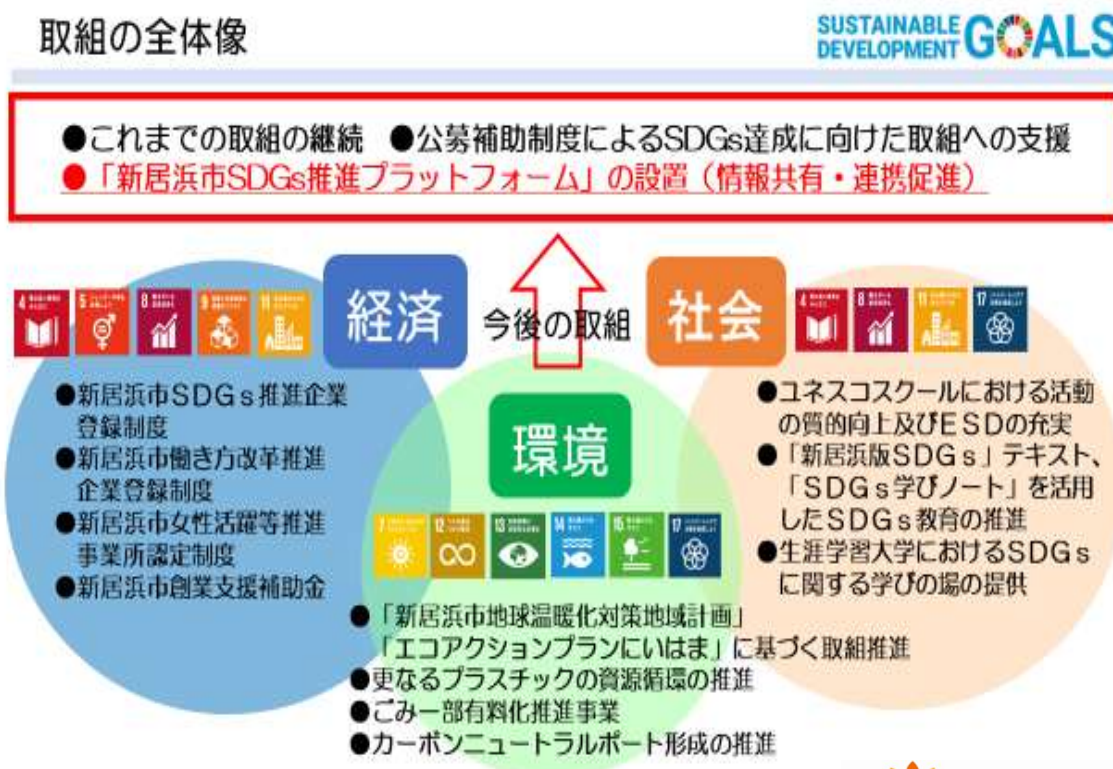 取組の全体像
SUSTAINABLE
DEVELOPMENT
GOALS
●これまでの取組の継続 ●公募補助制度によるSDGs達成に向けた取組への支援
●「新居浜市SDGs推進プラットフォーム」の設置（情報共有・連携促進）
経済
今後の取組
社会
4
5
8
9
11
4
8
11
17
●新居浜市SDGs推進企業
登録制度
●新居浜市働き方改革推進
企業登録制度
●新居浜市女性活躍等推進
事業所認定制度
●新居浜市創業支援補助金
環境
7
12
13
14
15
17
●ユネスコスクールにおける活動
の質的向上及びESDの充実
●「新居浜版SDGs」テキスト、
「SDGs学びノート」を活用
したSDGs教育の推進
●生涯学習大学におけるSDGs
に関する学びの場の提供
●「新居浜市地球温暖化対策地域計画」
「エコアクションプランにいはま」に基づく取組推進
●更なるプラスチックの資源循環の推進
●ごみ一部有料化推進事業
●カーボンニュートラルポート形成の推進